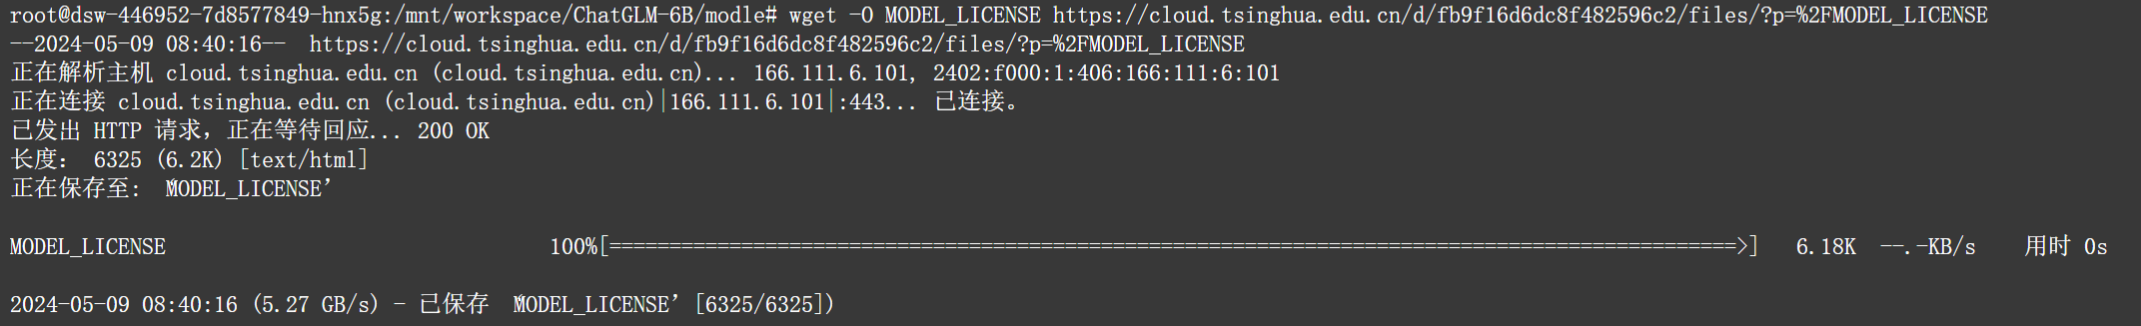 root@dsw-446952-7d8577849-hnx5g:/mnt/workspace/ChatGLM-6B/modle# wget -O MODEL_LICENSE https://cloud.tsinghua.edu.cn/d/fb9f16d6dc8f482596c2/files/?p=%2FMODEL_LICENSE
--2024-05-09 08:40:16--  https://cloud.tsinghua.edu.cn/d/fb9f16d6dc8f482596c2/files/?p=%2FMODEL_LICENSE
正在解析主机 cloud.tsinghua.edu.cn (cloud.tsinghua.edu.cn)... 166.111.6.101, 2402:f000:1:406:166:111:6:101
正在连接 cloud.tsinghua.edu.cn (cloud.tsinghua.edu.cn)|166.111.6.101|:443... 已连接。
已发出 HTTP 请求，正在等待回应... 200 OK
长度： 6325 (6.2K) [text/html]
正在保存至: ‘MODEL_LICENSE’
MODEL_LICENSE 100%[==============================================================================================>] 6.18K --.-KB/s 用时 0s
2024-05-09 08:40:16 (5.27 GB/s) - 已保存 ‘MODEL_LICENSE’ [6325/6325])